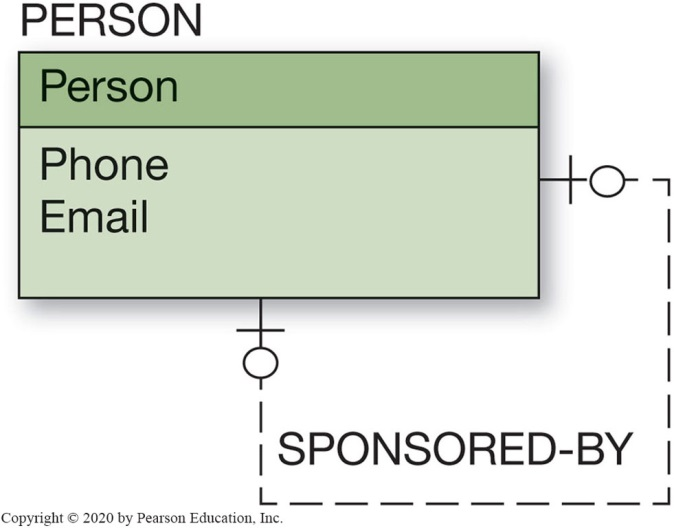 PERSON
Person
Phone
Email
SPONSORED-BY
Copyright © 2020 by Pearson Education, Inc.